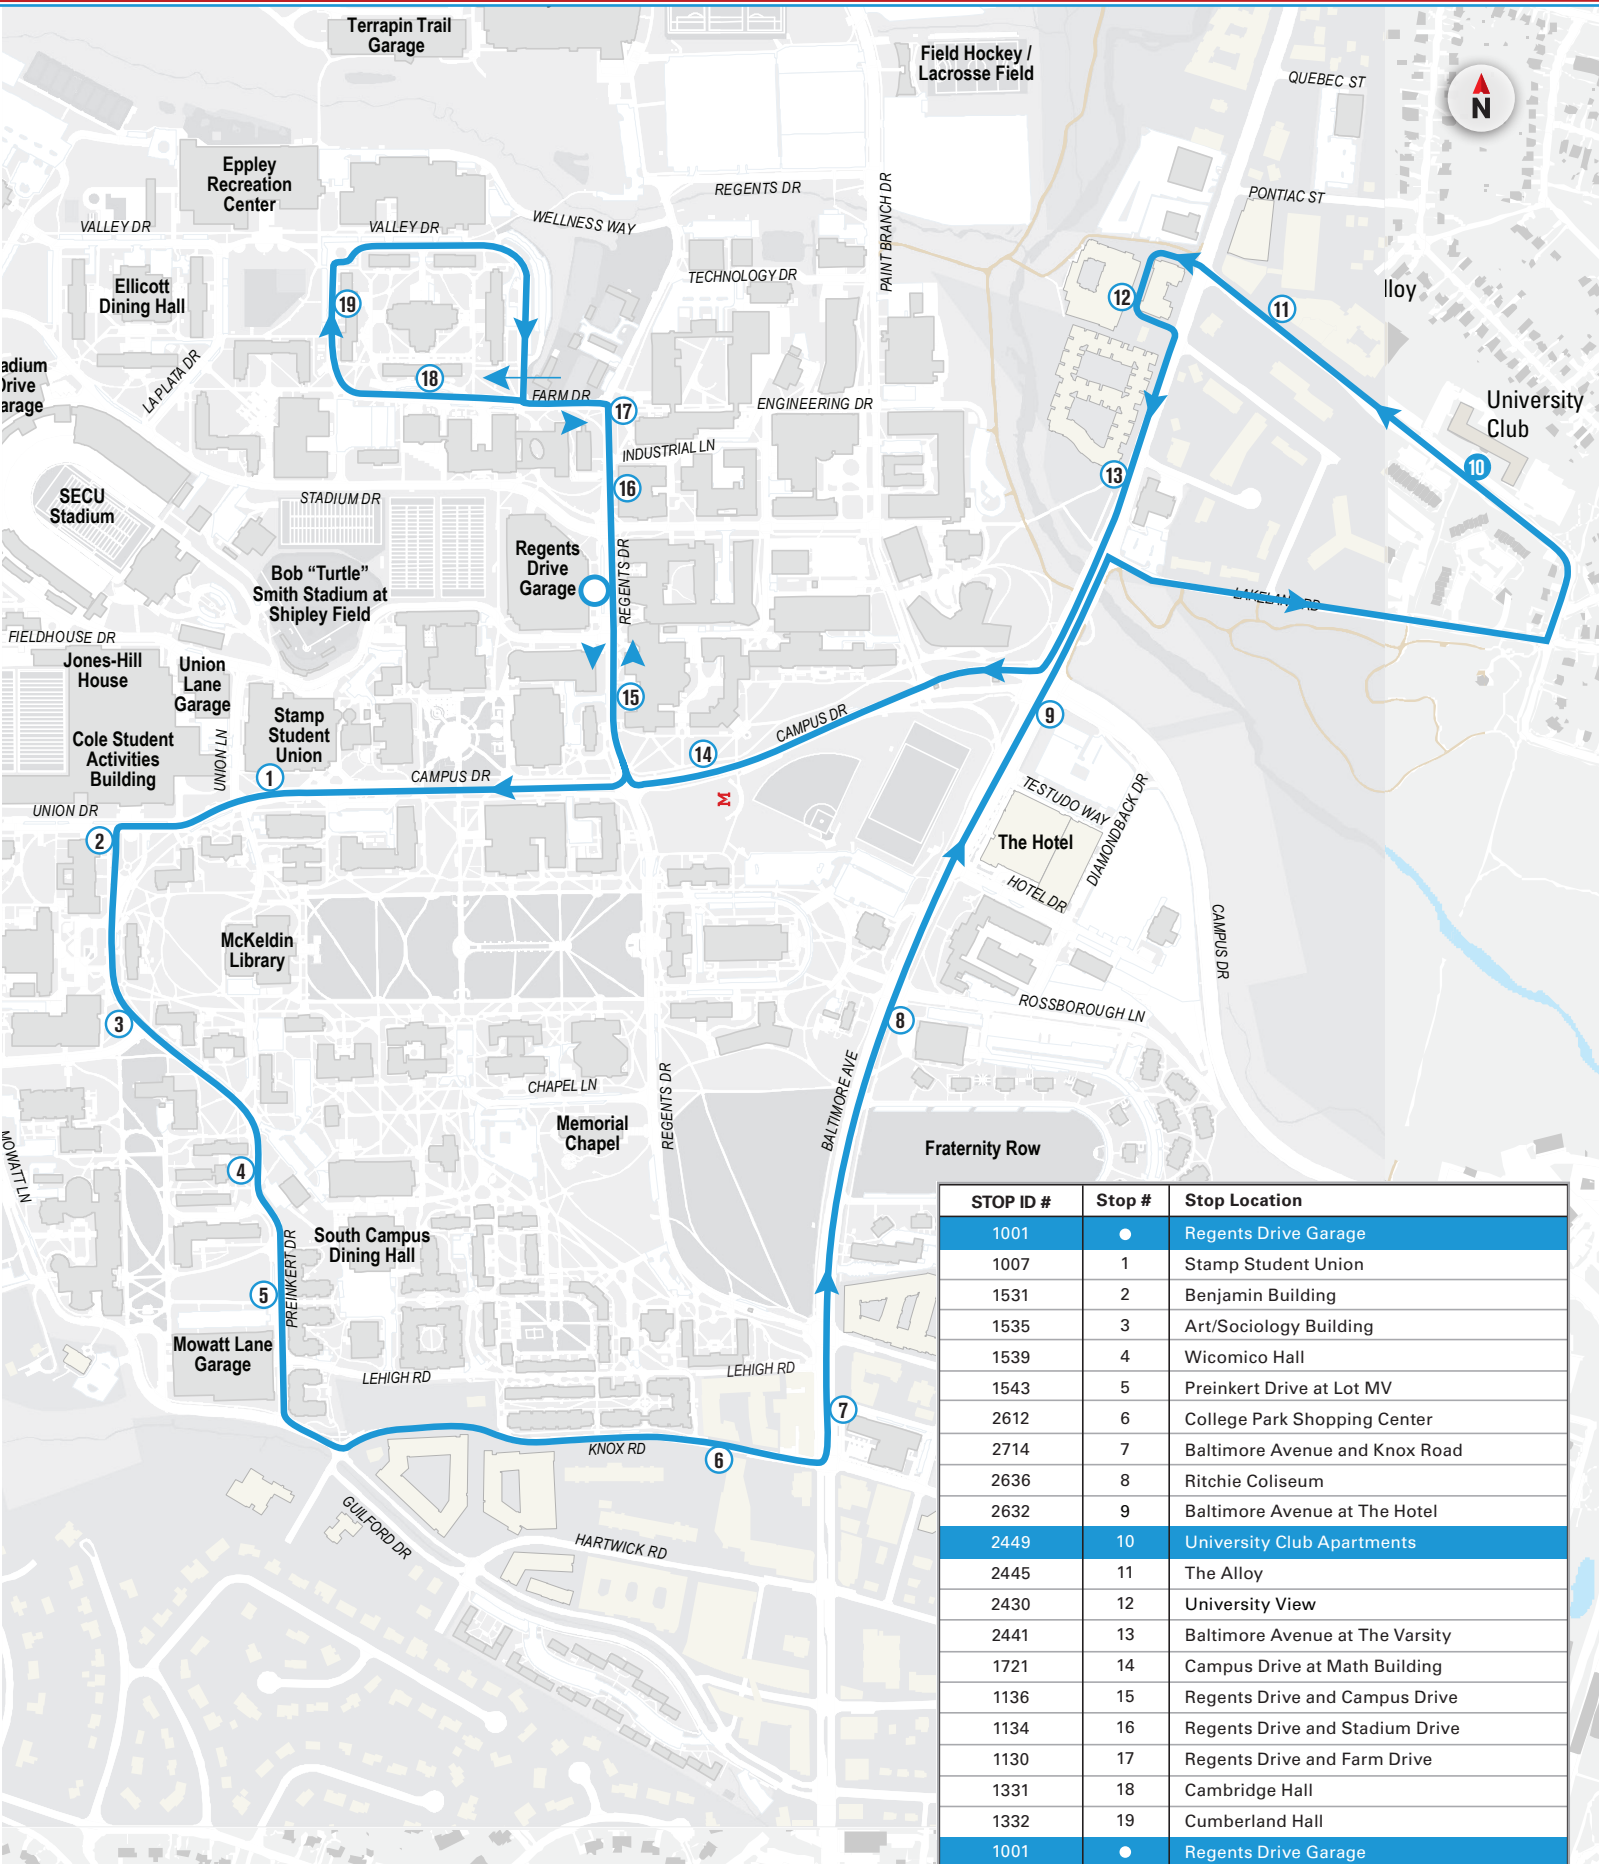 Terrapin Trail
Garage
Field Hockey /
Lacrosse Field
QUEBEC ST
N
Eppley
Recreation
Center
REGENTS DR
PAINT BRANCH DR
PONTIAC ST
VALLEY DR
VALLEY DR
WELLNESS WAY
TECHNOLOGY DR
Ellicott
Dining Hall
19
12
11
lloy
adium
Drive
arage
LA PLATA DR
18
FARM DR
17
ENGINEERING DR
University
Club
INDUSTRIAL LN
10
13
16
SECU
Stadium
STADIUM DR
Regents
Drive
Garage
REGENTS DR
Bob “Turtle”
Smith Stadium at
Shipley Field
LAKELAND RD
FIELDHOUSE DR
Jones-Hill
House
Union
Lane
Garage
15
9
Stamp
Student
Union
CAMPUS DR
Cole Student
Activities
Building
UNION LN
14
1
CAMPUS DR
M
TESTUDO WAY
DIAMONDBACK DR
UNION DR
2
The Hotel
HOTEL DR
McKeldin
Library
CAMPUS DR
ROSSBOROUGH LN
3
8
CHAPEL LN
REGENTS DR
BALTIMORE AVE
Memorial
Chapel
MOWATT LN
Fraternity Row
4
South Campus
Dining Hall
PREINKERT DR
5
Mowatt Lane
Garage
LEHIGH RD
LEHIGH RD
7
KNOX RD
6
GUILFORD DR
HARTWICK RD
STOP ID # Stop # Stop Location
1001 ● Regents Drive Garage
1007 1 Stamp Student Union
1531 2 Benjamin Building
1535 3 Art/Sociology Building
1539 4 Wicomico Hall
1543 5 Preinkert Drive at Lot MV
2612 6 College Park Shopping Center
2714 7 Baltimore Avenue and Knox Road
2636 8 Ritchie Coliseum
2632 9 Baltimore Avenue at The Hotel
2449 10 University Club Apartments
2445 11 The Alloy
2430 12 University View
2441 13 Baltimore Avenue at The Varsity
1721 14 Campus Drive at Math Building
1136 15 Regents Drive and Campus Drive
1134 16 Regents Drive and Stadium Drive
1130 17 Regents Drive and Farm Drive
1331 18 Cambridge Hall
1332 19 Cumberland Hall
1001 ● Regents Drive Garage